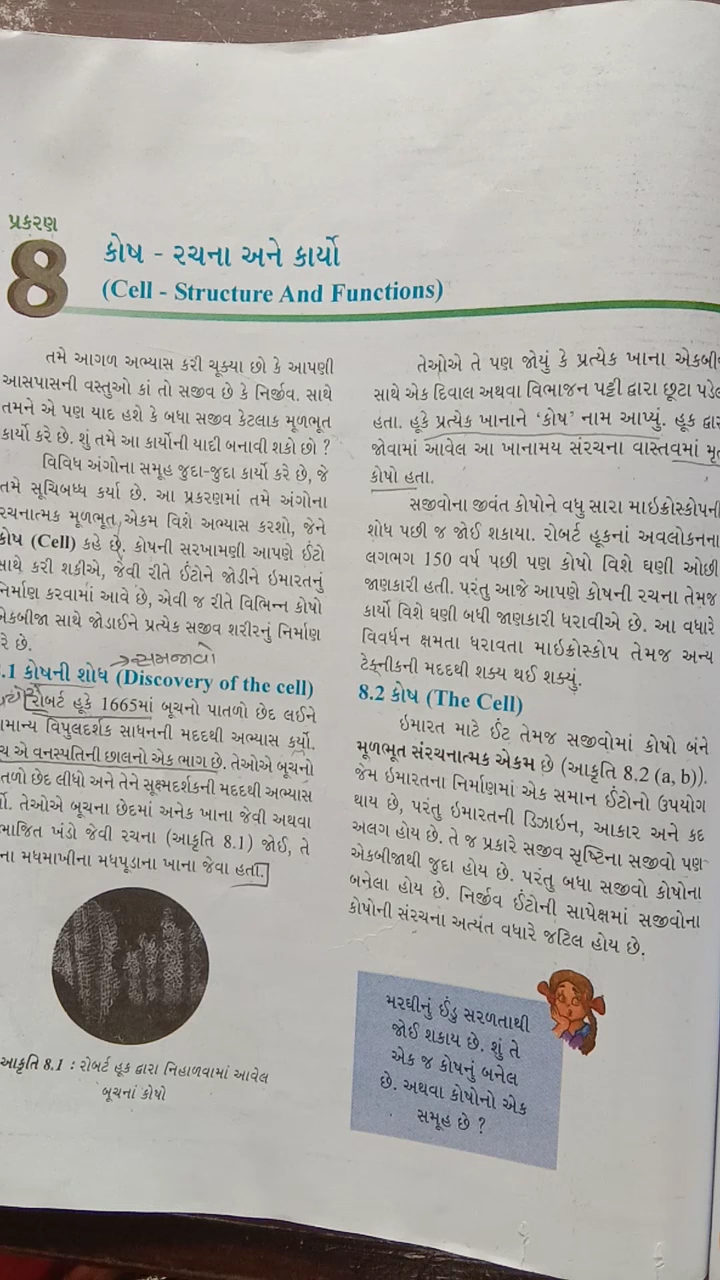 પ્રકરણ
8
કોષ - રચના અને કાર્યો
(Cell - Structure And Functions)
તમે આગળ અભ્યાસ કરી ચૂક્યા છો કે આપણી
આસપાસની વસ્તુઓ કાં તો સજીવ છે કે નિર્જીવ. સાથે
તમને એ પણ યાદ હશે કે બધા સજીવ કેટલાક મૂળભૂત
કાર્યો કરે છે. શું તમે આ કાર્યોની યાદી બનાવી શકો છો ?
વિવિધ અંગોના સમૂહ જુદા-જુદા કાર્યો કરે છે, જે
તમે સૂચિબધ્ધ કર્યા છે. આ પ્રકરણમાં તમે અંગોના
રચનાત્મક મૂળભૂત એકમ વિશે અભ્યાસ કરશો, જેને
કોષ (Cell) કહે છે. કોષની સરખામણી આપણે ઈંટો
સાથે કરી શકીએ, જેવી રીતે ઈંટોને જોડીને ઇમારતનું
નિર્માણ કરવામાં આવે છે, એવી જ રીતે વિભિન્ન કોષો
એકબીજા સાથે જોડાઈને પ્રત્યેક સજીવ શરીરનું નિર્માણ
રે છે.
સમજાવો
.1 કોષની શોધ (Discovery of the cell)
રોબર્ટ હૂકે 1665માં બૂચનો પાતળો છેદ લઈને
માન્ય વિપુલદર્શક સાધનની મદદથી અભ્યાસ કર્યો.
ચ એ વનસ્પતિની છાલનો એક ભાગ છે. તેઓએ બૂચનો
તળો છેદ લીધો અને તેને સૂક્ષ્મદર્શકની મદદથી અભ્યાસ
ર્યો. તેઓએ બૂચના છેદમાં અનેક ખાના જેવી અથવા
ભાજિત ખંડો જેવી રચના (આકૃતિ 8.1) જોઈ, તે
ના મધમાખીના મધપૂડાના ખાના જેવા હતાં.
આકૃતિ 8.1 : રોબર્ટ હૂક દ્વારા નિહાળવામાં આવેલ
બૂચનાં કોષો
તેઓએ તે પણ જોયું કે પ્રત્યેક ખાના એકબીજ
સાથે એક દિવાલ અથવા વિભાજન પટ્ટી દ્વારા છૂટા પડેલ
હતા. હૂકે પ્રત્યેક ખાનાને ‘કોષ’ નામ આપ્યું. હૂક દ્વાર
જોવામાં આવેલ આ ખાનામય સંરચના વાસ્તવમાં મૃત
કોષો હતા.
સજીવોના જીવંત કોષોને વધુ સારા માઇક્રોસ્કોપની
શોધ પછી જ જોઈ શકાયા. રોબર્ટ હૂકનાં અવલોકનના
લગભગ 150 વર્ષ પછી પણ કોષો વિશે ઘણી ઓછી
જાણકારી હતી. પરંતુ આજે આપણે કોષની રચના તેમજ
કાર્યો વિશે ઘણી બધી જાણકારી ધરાવીએ છે. આ વધારે
વિવર્ધન ક્ષમતા ધરાવતા માઇક્રોસ્કોપ તેમજ અન્ય
ટેક્નીકની મદદથી શક્ય થઈ શક્યું.
8.2 કોષ (The Cell)
ઇમારત માટે ઈંટ તેમજ સજીવોમાં કોષો બંને
મૂળભૂત સંરચનાત્મક એકમ છે (આકૃતિ 8.2 (a, b)).
જેમ ઇમારતના નિર્માણમાં એક સમાન ઈંટોનો ઉપયોગ
થાય છે, પરંતુ ઇમારતની ડિઝાઇન, આકાર અને કદ
અલગ હોય છે. તે જ પ્રકારે સજીવ સૃષ્ટિના સજીવો પણ
એકબીજાથી જુદા હોય છે. પરંતુ બધા સજીવો કોષોના
બનેલા હોય છે. નિર્જીવ ઈંટોની સાપેક્ષમાં સજીવોના
કોષોની સંરચના અત્યંત વધારે જટિલ હોય છે.
મરઘીનું ઈંડુ સરળતાથી
જોઈ શકાય છે. શું તે
એક જ કોષનું બનેલ
છે. અથવા કોષોનો એક
સમૂહ છે ?